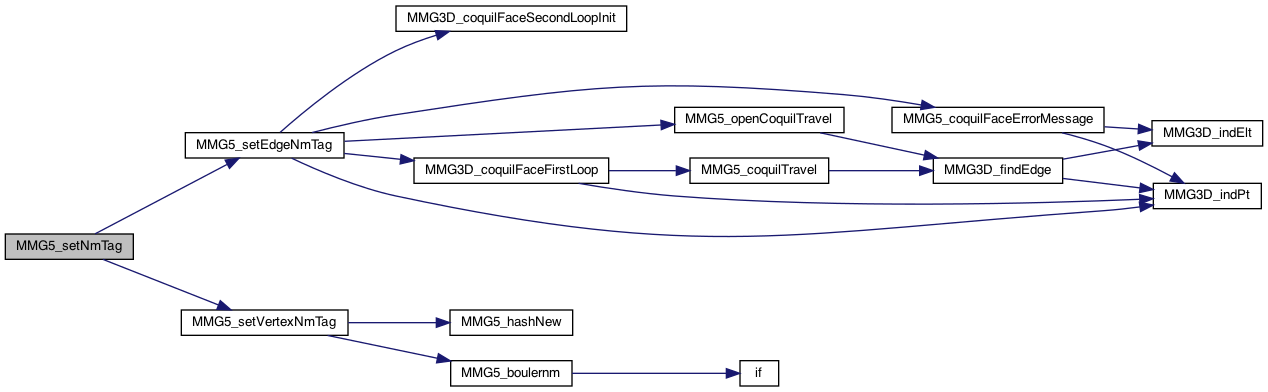 MMG3D_coquilFaceSecondLoopInit
MMG5_setEdgeNmTag
MMG5_openCoquilTravel
MMG5_coquilFaceErrorMessage
MMG3D_indElt
MMG3D_coquilFaceFirstLoop
MMG5_coquilTravel
MMG3D_findEdge
MMG3D_indPt
MMG5_setNmTag
MMG5_setVertexNmTag
MMG5_hashNew
MMG5_boulernm
if